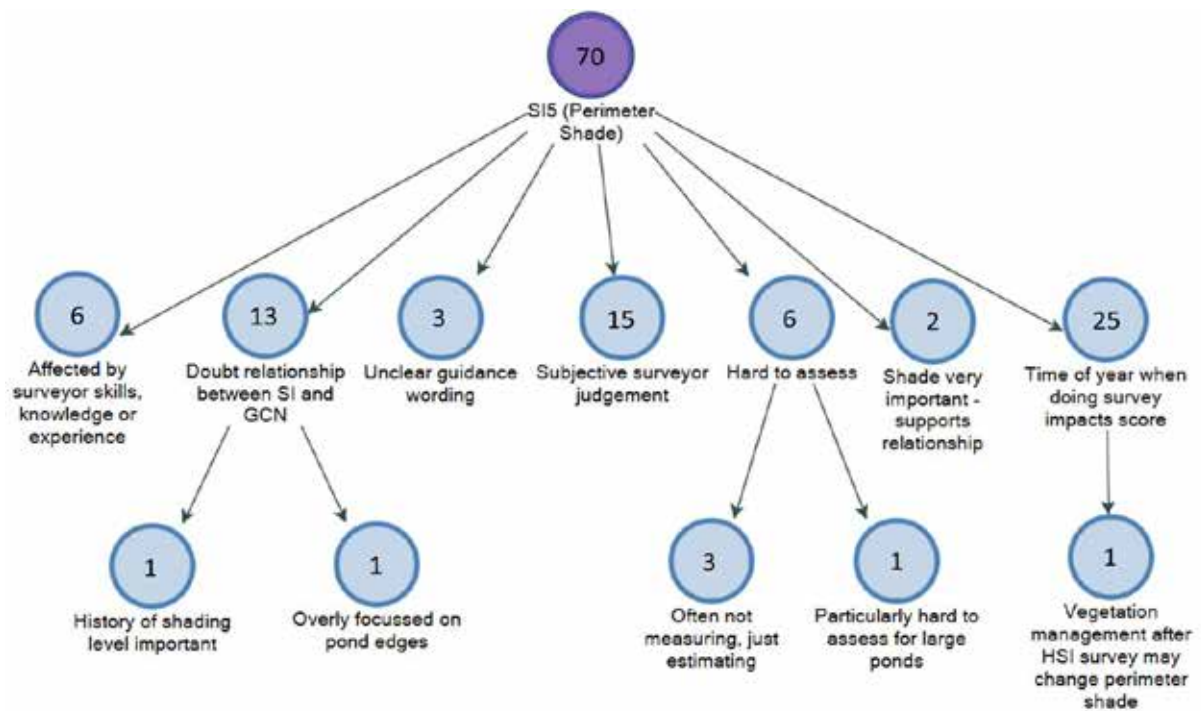 70
SI5 (Perimeter
Shade)
6
Affected by
surveyor skills,
knowledge or
experience
13
Doubt relationship
between SI and
GCN
3
Unclear guidance
wording
15
Subjective surveyor
judgement
6
Hard to assess
2
Shade very
important -
supports
relationship
25
Time of year when
doing survey
impacts score
1
History of shading
level important
1
Overly focussed on
pond edges
3
Often not
measuring, just
estimating
1
Particularly hard to
assess for large
ponds
1
Vegetation
management after
HSI survey may
change perimeter
shade